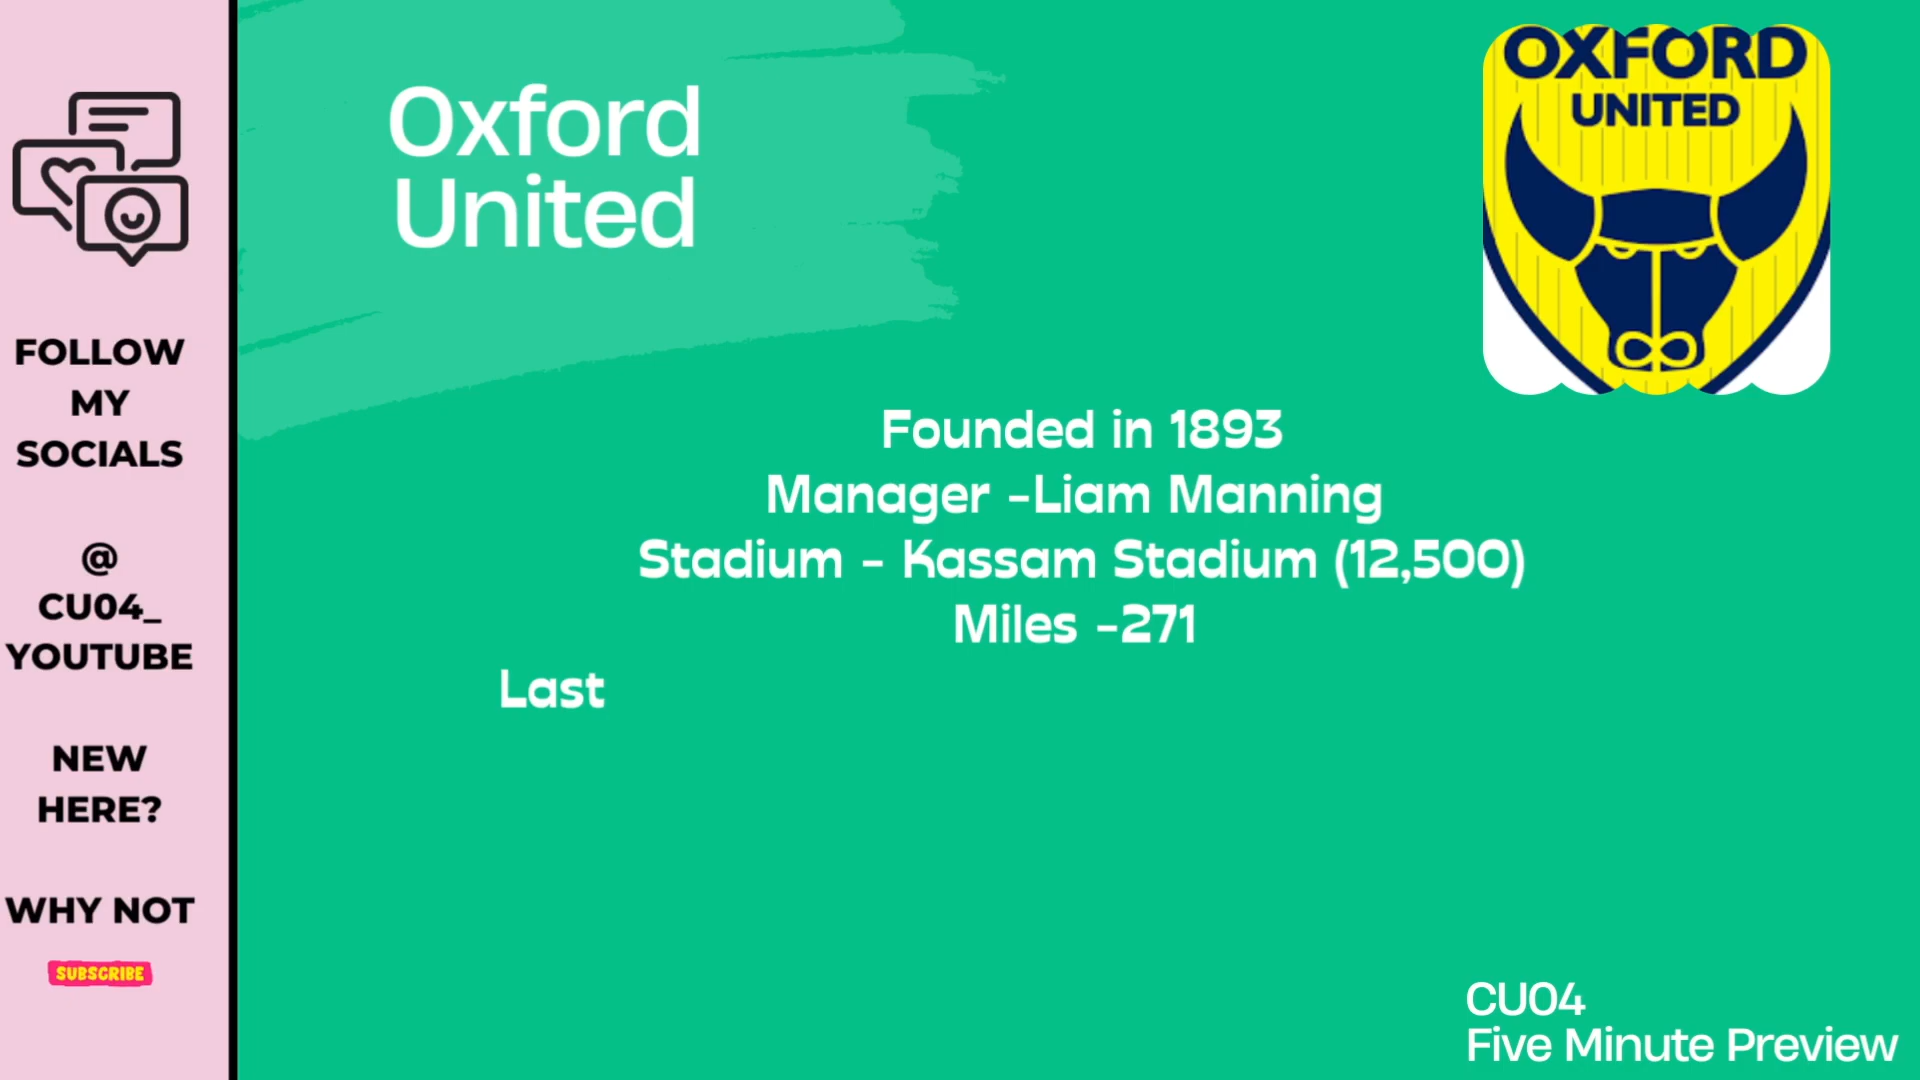 FOLLOW
MY
SOCIALS
@
CU04_
YOUTUBE
NEW
HERE?
WHY NOT
SUBSCRIBE
Oxford
United
OXFORD
UNITED
Founded in 1893
Manager -Liam Manning
Stadium - Kassam Stadium (12,500)
Miles -271
Last
CU04
Five Minute Preview